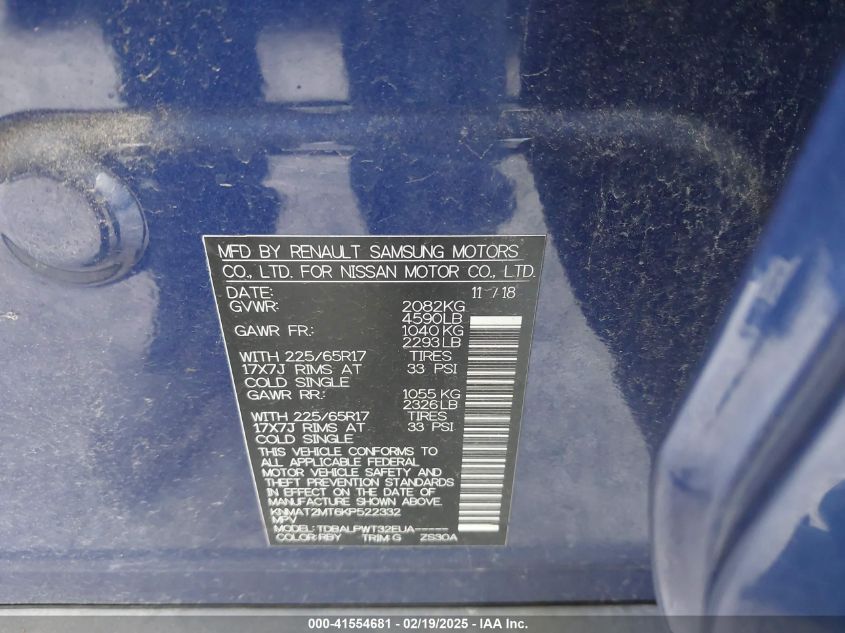 MFD BY RENAULT SAMSUNG MOTORS
CO., LTD. FOR NISSAN MOTOR CO., LTD.
DATE: 11 / 18
GVWR: 2082KG
4590LB
GAWR FR: 1040 KG
2293 LB
WITH 225/65R17 TIRES
17X7J RIMS AT 33 PSI
COLD SINGLE
GAWR RR: 1055 KG
2326 LB
WITH 225/65R17 TIRES
17X7J RIMS AT 33 PSI
COLD SINGLE
THIS VEHICLE CONFORMS TO
ALL APPLICABLE FEDERAL
MOTOR VEHICLE SAFETY AND
THEFT PREVENTION STANDARDS
IN EFFECT ON THE DATE OF
MANUFACTURE SHOWN ABOVE.
KNMAT2MT6KP522332
MPV
MODEL: TDBALPWT32EUA-----
COLOR:RBY TRIM:G ZS30A
000-41554681 - 02/19/2025 - IAA Inc.